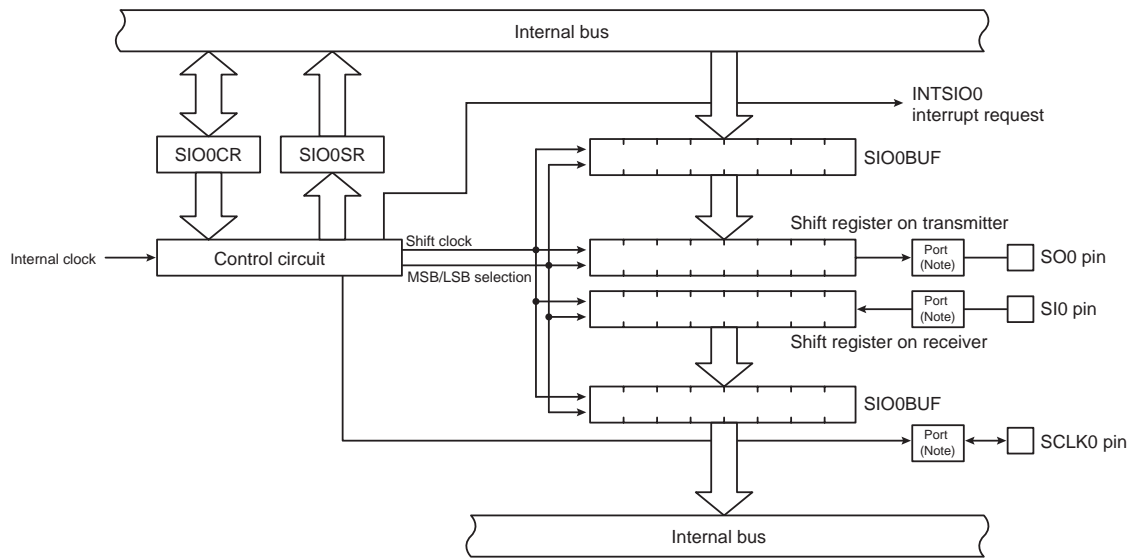 Internal bus
INTSIO0
interrupt request
SIO0CR
SIO0SR
SIO0BUF
Shift register on transmitter
Shift clock
Internal clock
Control circuit
Port
(Note)
SO0 pin
MSB/LSB selection
Port
(Note)
SI0 pin
Shift register on receiver
SIO0BUF
Port
(Note)
SCLK0 pin
Internal bus